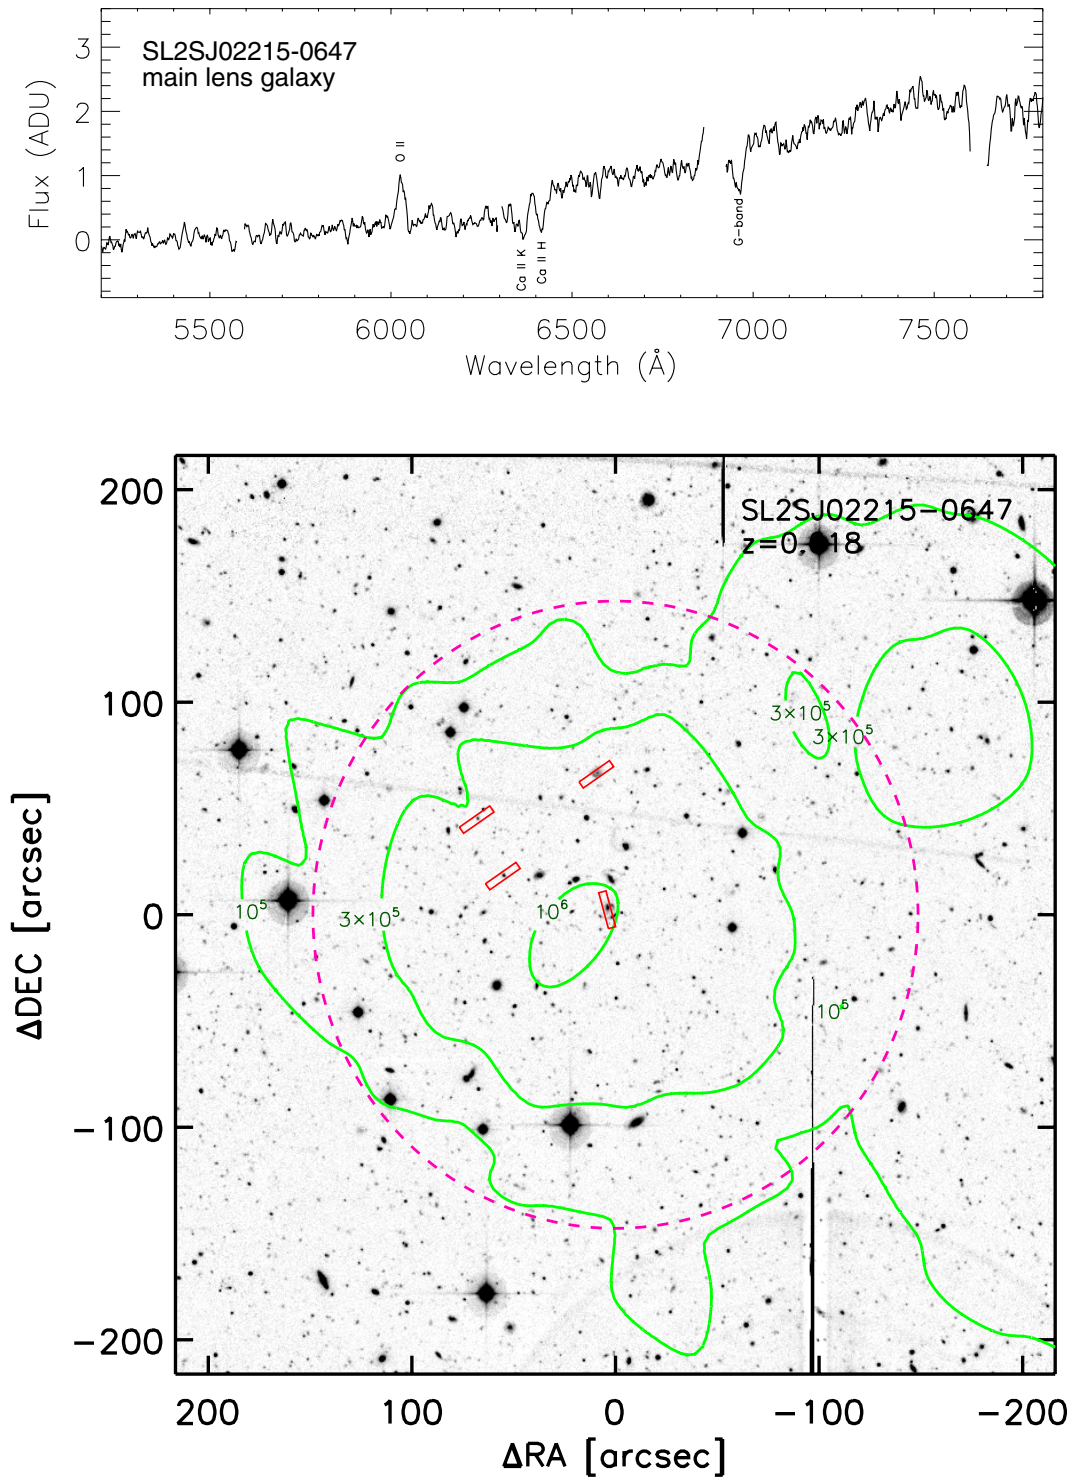 SL2SJ02215-0647
main lens galaxy
3
2
1
0
Flux (ADU)
O II
Ca II K
Ca II H
G-band
5500 6000 6500 7000 7500
Wavelength (Å)
SL2SJ02215-0647
200
100
0
-100
-200
ΔDEC [arcsec]
3×10⁵
3×10⁵
10⁵
3×10⁵
10⁶
10⁵
200 100 0 -100 -200
ΔRA [arcsec]